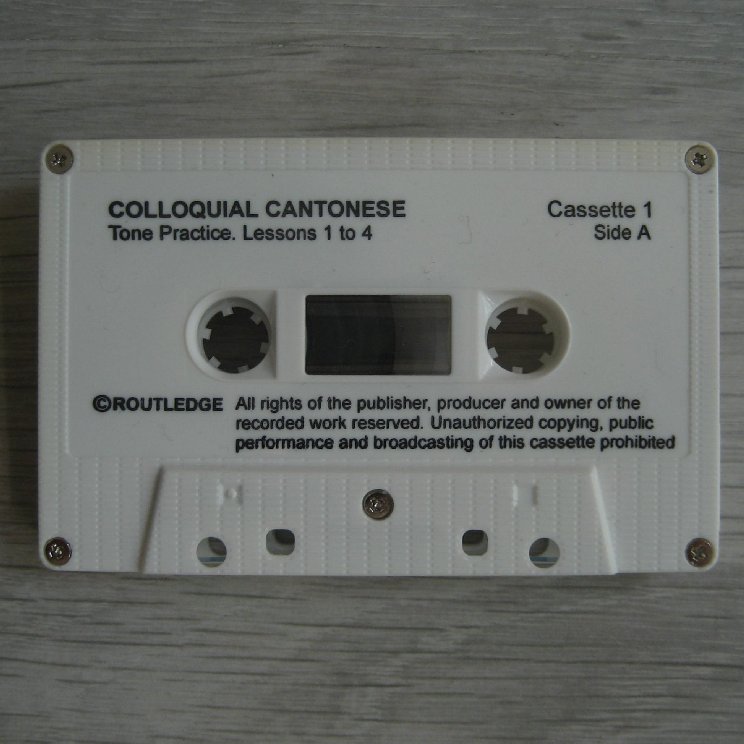 COLLOQUIAL CANTONESE
Tone Practice. Lessons 1 to 4
Cassette 1
Side A
©ROUTLEDGE
All rights of the publisher, producer and owner of the
recorded work reserved. Unauthorized copying, public
performance and broadcasting of this cassette prohibited